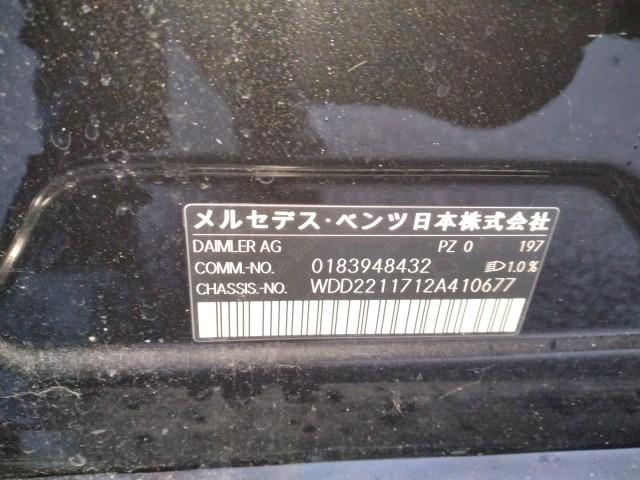 メルセデス・ベンツ日本株式会社
DAIMLER AG PZ 0 197
COMM.-NO. 0183948432 1.0%
CHASSIS.-NO. WDD2211712A410677